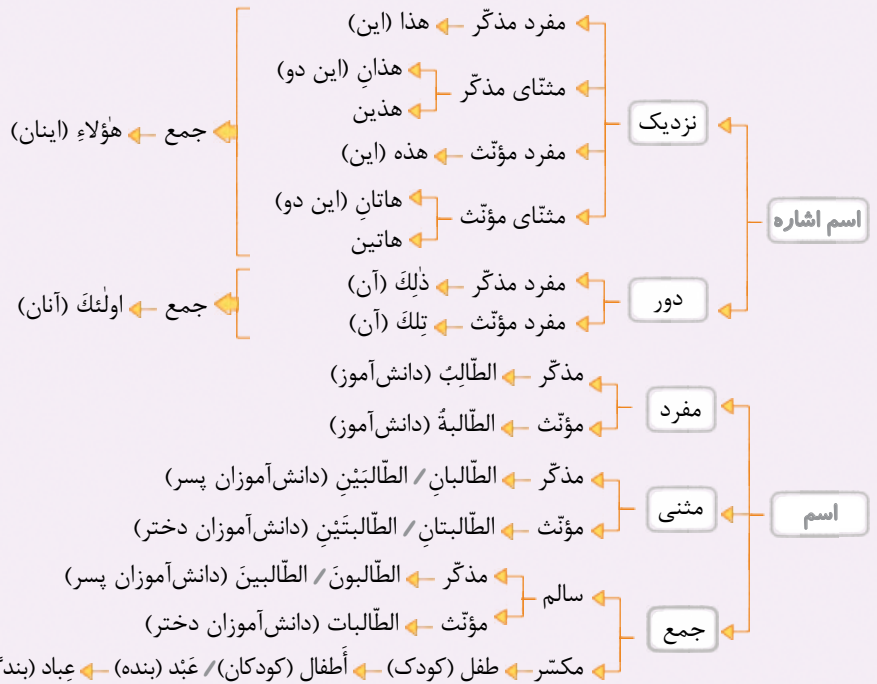 مفرد مذکّر ← هذا (این)
مثنّای مذکّر
هذانِ (این دو)
هذین
مفرد مؤنّث ← هذه (این)
مثنّای مؤنّث
هاتانِ (این دو)
هاتین
نزدیک
جمع ← هٰؤلاءِ (اینان)
اسم اشاره
دور
مفرد مذکّر ← ذٰلِكَ (آن)
مفرد مؤنّث ← تِلكَ (آن)
جمع ← اولٰئكَ (آنان)
مفرد
مذکّر ← الطّالِبُ (دانش‌آموز)
مؤنّث ← الطّالبةُ (دانش‌آموز)
اسم
مثنی
مذکّر ← الطّالبانِ / الطّالبَیْنِ (دانش‌آموزان پسر)
مؤنّث ← الطّالبتانِ / الطّالبتَیْنِ (دانش‌آموزان دختر)
جمع
سالم
مذکّر ← الطّالبونَ / الطّالبینَ (دانش‌آموزان پسر)
مؤنّث ← الطّالبات (دانش‌آموزان دختر)
مکسّر ← طفل (کودک) ← أَطفال (کودکان) / عَبْد (بنده) ← عِباد